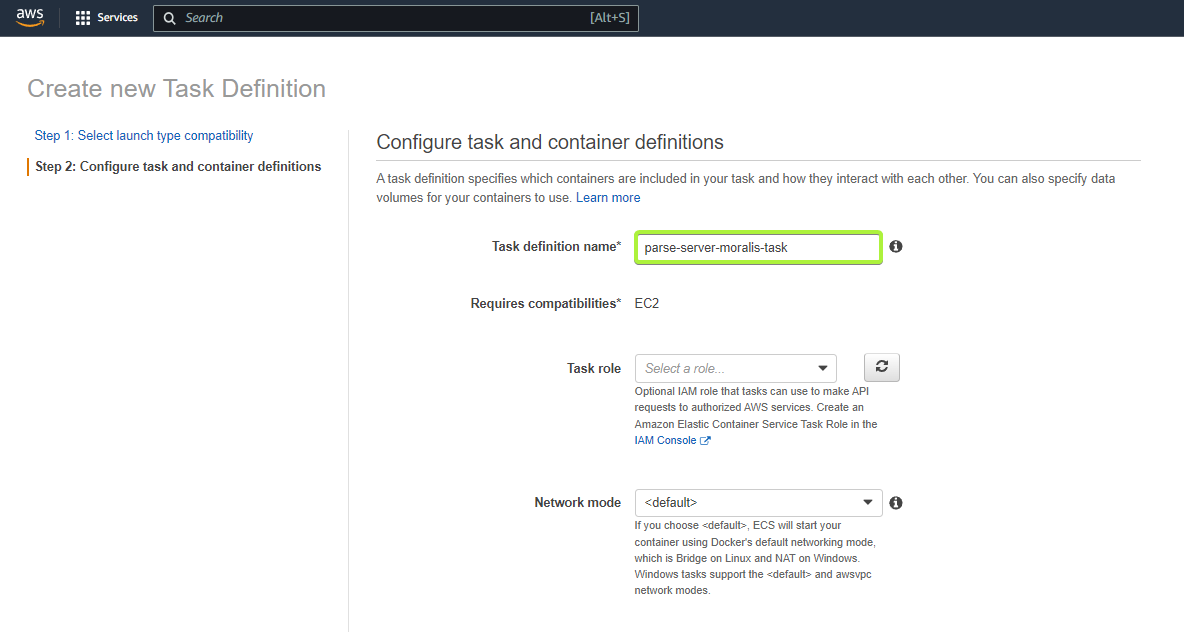 aws
Services
Search
[Alt+S]
Create new Task Definition
Step 1: Select launch type compatibility
Step 2: Configure task and container definitions
Configure task and container definitions
A task definition specifies which containers are included in your task and how they interact with each other. You can also specify data
volumes for your containers to use. Learn more
Task definition name*
parse-server-moralis-task
Requires compatibilities*
EC2
Task role
Select a role...
Optional IAM role that tasks can use to make API
requests to authorized AWS services. Create an
Amazon Elastic Container Service Task Role in the
IAM Console
Network mode
<default>
If you choose <default>, ECS will start your
container using Docker's default networking mode,
which is Bridge on Linux and NAT on Windows.
Windows tasks support the <default> and awsvpc
network modes.